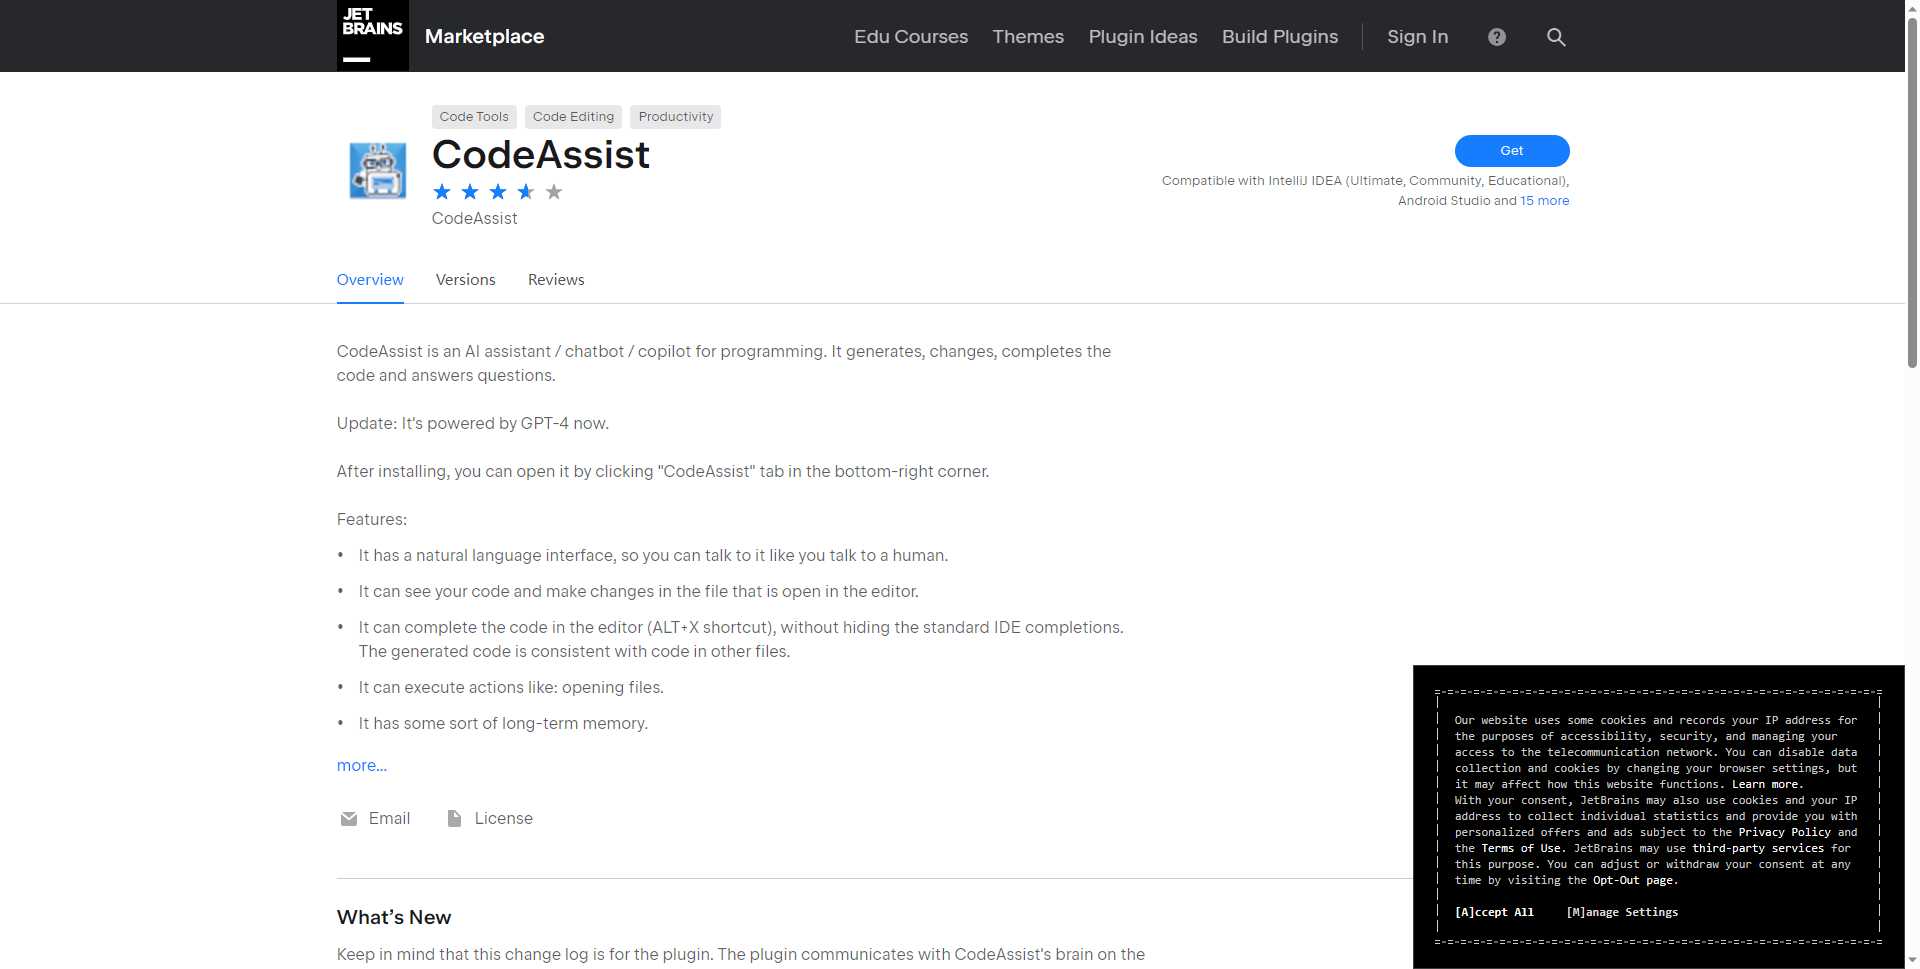 JET
BRAINS
Marketplace
Edu Courses
Themes
Plugin Ideas
Build Plugins
Sign In
?
Code Tools
Code Editing
Productivity
CodeAssist
CodeAssist
Get
Compatible with IntelliJ IDEA (Ultimate, Community, Educational),
Android Studio and 15 more
Overview
Versions
Reviews
CodeAssist is an AI assistant / chatbot / copilot for programming. It generates, changes, completes the
code and answers questions.
Update: It's powered by GPT-4 now.
After installing, you can open it by clicking "CodeAssist" tab in the bottom-right corner.
Features:
• It has a natural language interface, so you can talk to it like you talk to a human.
• It can see your code and make changes in the file that is open in the editor.
• It can complete the code in the editor (ALT+X shortcut), without hiding the standard IDE completions.
The generated code is consistent with code in other files.
• It can execute actions like: opening files.
• It has some sort of long-term memory.
more...
Email
License
What's New
Keep in mind that this change log is for the plugin. The plugin communicates with CodeAssist's brain on the
Our website uses some cookies and records your IP address for
the purposes of accessibility, security, and managing your
access to the telecommunication network. You can disable data
collection and cookies by changing your browser settings, but
it may affect how this website functions. Learn more.
With your consent, JetBrains may also use cookies and your IP
address to collect individual statistics and provide you with
personalized offers and ads subject to the Privacy Policy and
the Terms of Use. JetBrains may use third-party services for
this purpose. You can adjust or withdraw your consent at any
time by visiting the Opt-Out page.
[A]ccept All
[M]anage Settings